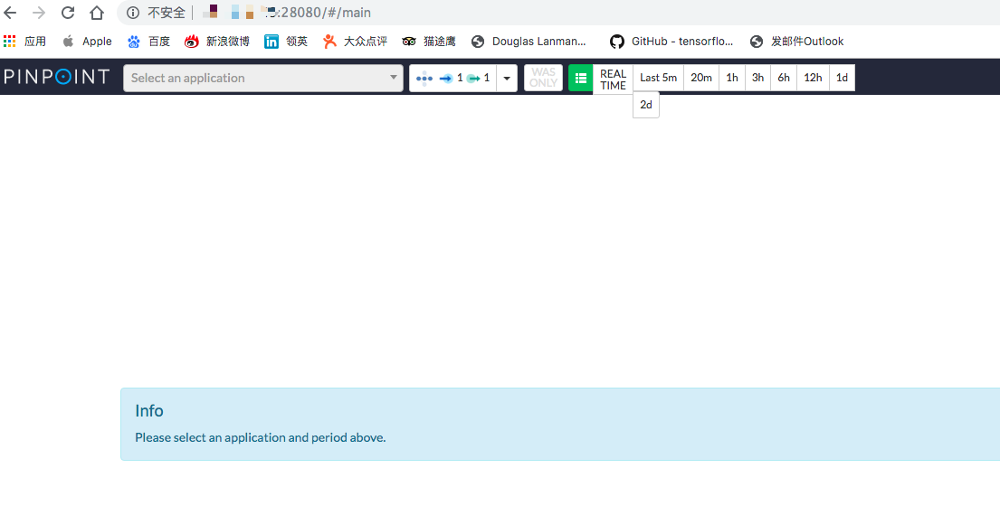 不安全 :28080/#/main
应用 Apple 百度 新浪微博 领英 大众点评 猫途鹰 Douglas Lanman... GitHub - tensorflo... 发邮件Outlook
PINPOINT Select an application 1 1 WAS ONLY REAL TIME Last 5m 20m 1h 3h 6h 12h 1d
2d
Info
Please select an application and period above.